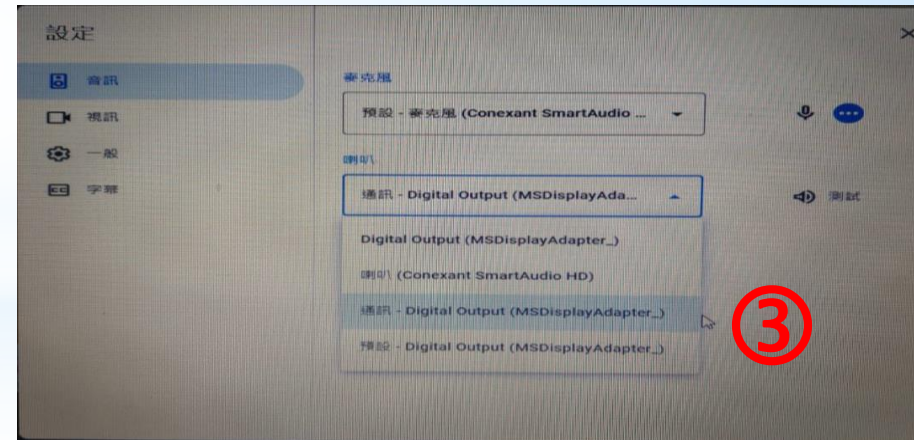 設定
×
音訊
視訊
一般
CC 字幕
麥克風
預設 - 麥克風 (Conexant SmartAudio ...
喇叭
通訊 - Digital Output (MSDisplayAda...
測試
Digital Output (MSDisplayAdapter_)
喇叭 (Conexant SmartAudio HD)
通訊 - Digital Output (MSDisplayAdapter_)
預設 - Digital Output (MSDisplayAdapter_)
③